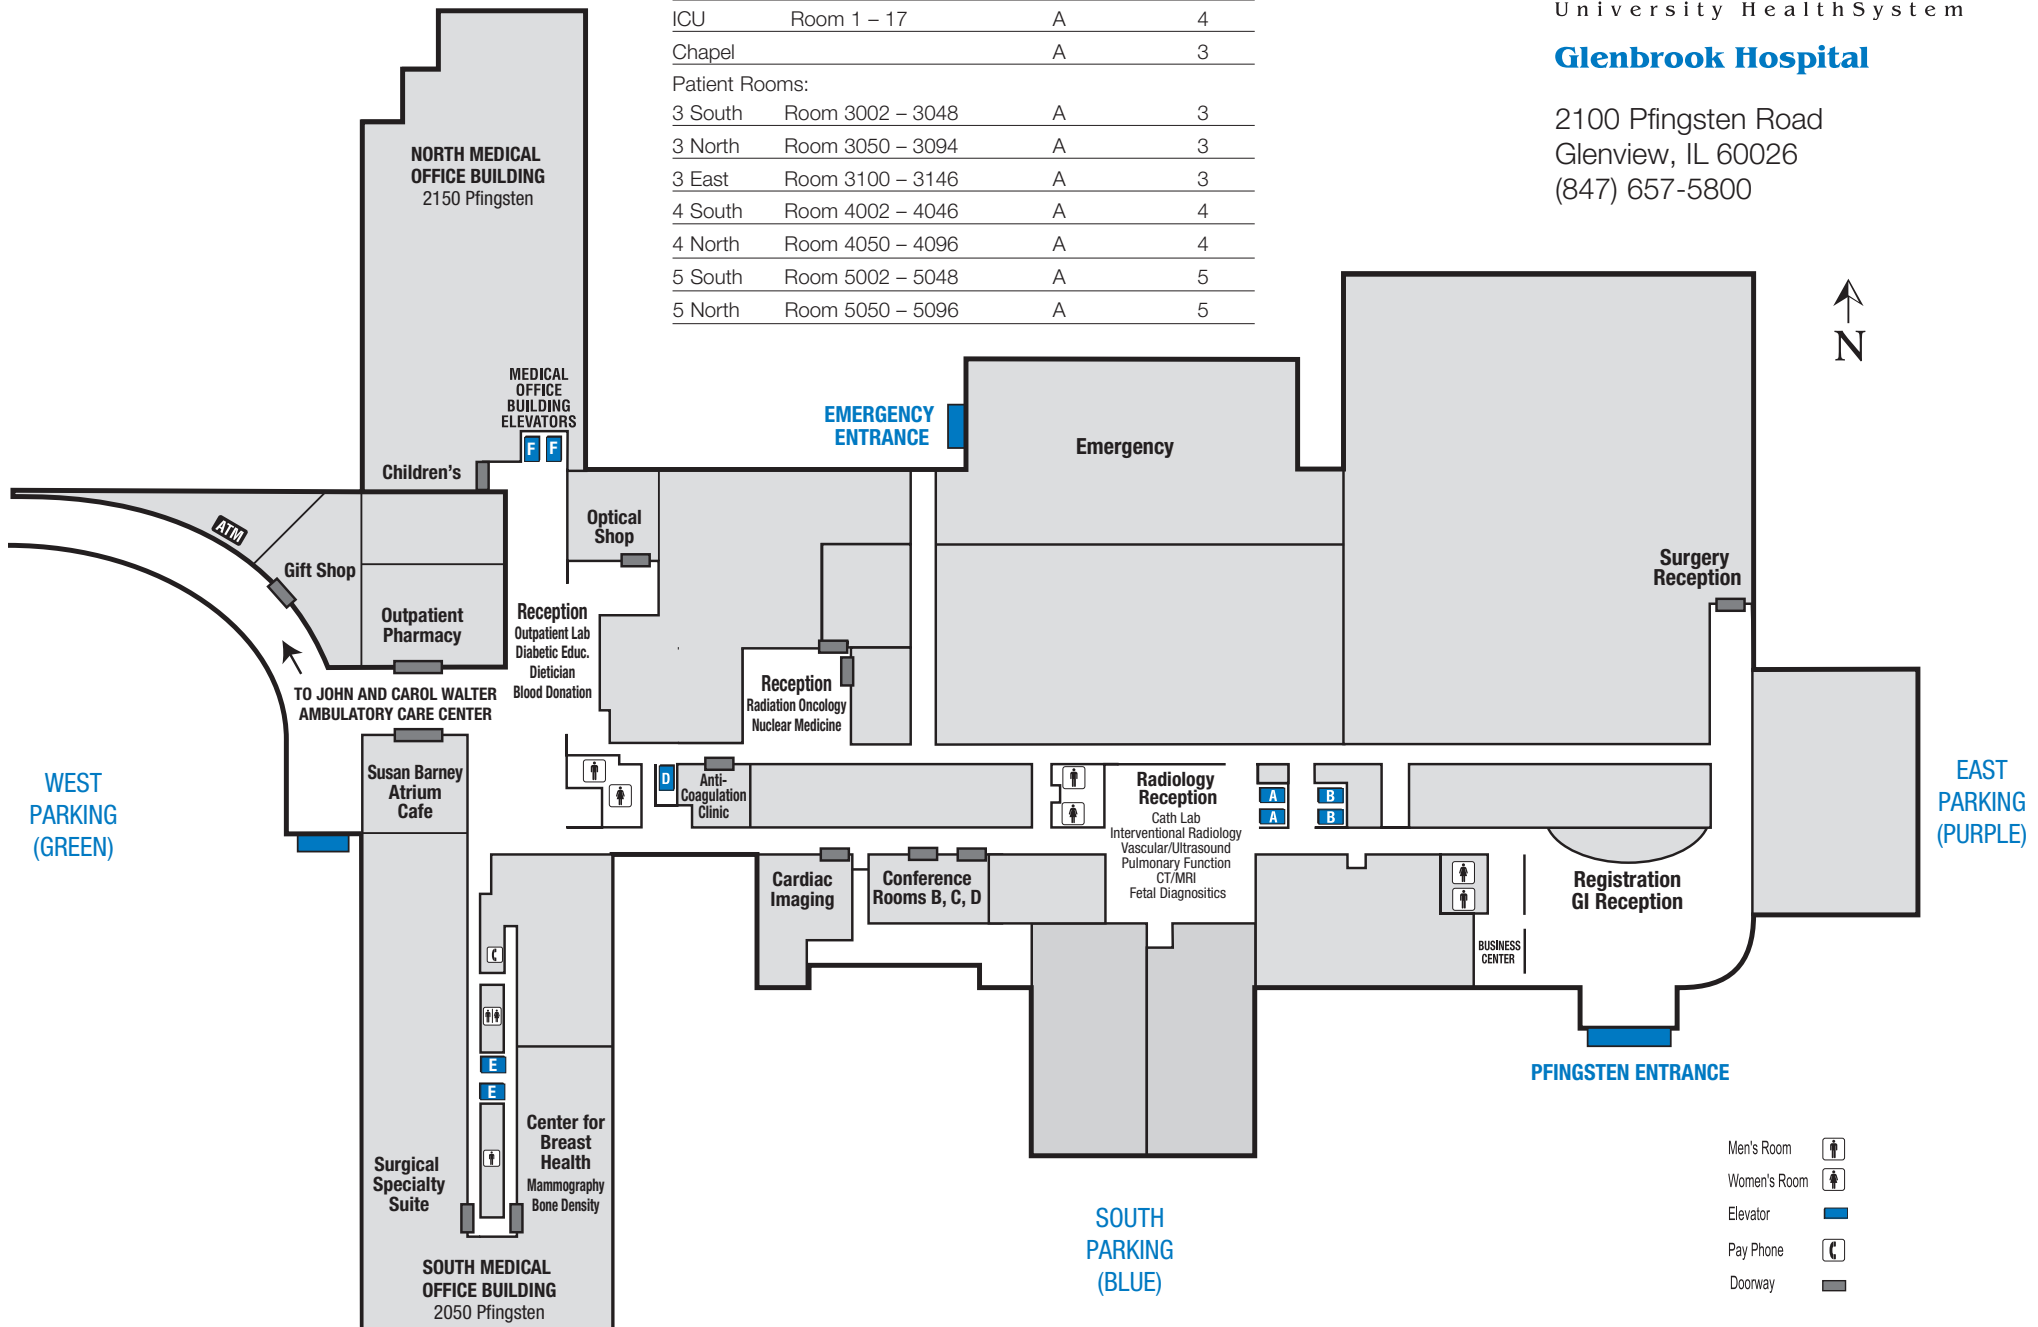 ICU Room 1 – 17 A 4
Chapel A 3
Patient Rooms:
3 South Room 3002 – 3048 A 3
3 North Room 3050 – 3094 A 3
3 East Room 3100 – 3146 A 3
4 South Room 4002 – 4046 A 4
4 North Room 4050 – 4096 A 4
5 South Room 5002 – 5048 A 5
5 North Room 5050 – 5096 A 5
University HealthSystem
Glenbrook Hospital
2100 Pfingsten Road
Glenview, IL 60026
(847) 657-5800
N
NORTH MEDICAL
OFFICE BUILDING
2150 Pfingsten
MEDICAL
OFFICE
BUILDING
ELEVATORS
F F
Children's
ATM
Gift Shop
Outpatient
Pharmacy
Optical
Shop
Reception
Outpatient Lab
Diabetic Educ.
Dietician
Blood Donation
TO JOHN AND CAROL WALTER
AMBULATORY CARE CENTER
EMERGENCY
ENTRANCE
Emergency
Surgery
Reception
Reception
Radiation Oncology
Nuclear Medicine
WEST
PARKING
(GREEN)
Susan Barney
Atrium
Cafe
D
Anti-
Coagulation
Clinic
Radiology
Reception
Cath Lab
Interventional Radiology
Vascular/Ultrasound
Pulmonary Function
CT/MRI
Fetal Diagnositics
A
A
B
B
EAST
PARKING
(PURPLE)
Cardiac
Imaging
Conference
Rooms B, C, D
Registration
GI Reception
BUSINESS
CENTER
PFINGSTEN ENTRANCE
E
E
Center for
Breast
Health
Mammography
Bone Density
Surgical
Specialty
Suite
SOUTH MEDICAL
OFFICE BUILDING
2050 Pfingsten
SOUTH
PARKING
(BLUE)
Men's Room
Women's Room
Elevator
Pay Phone
Doorway